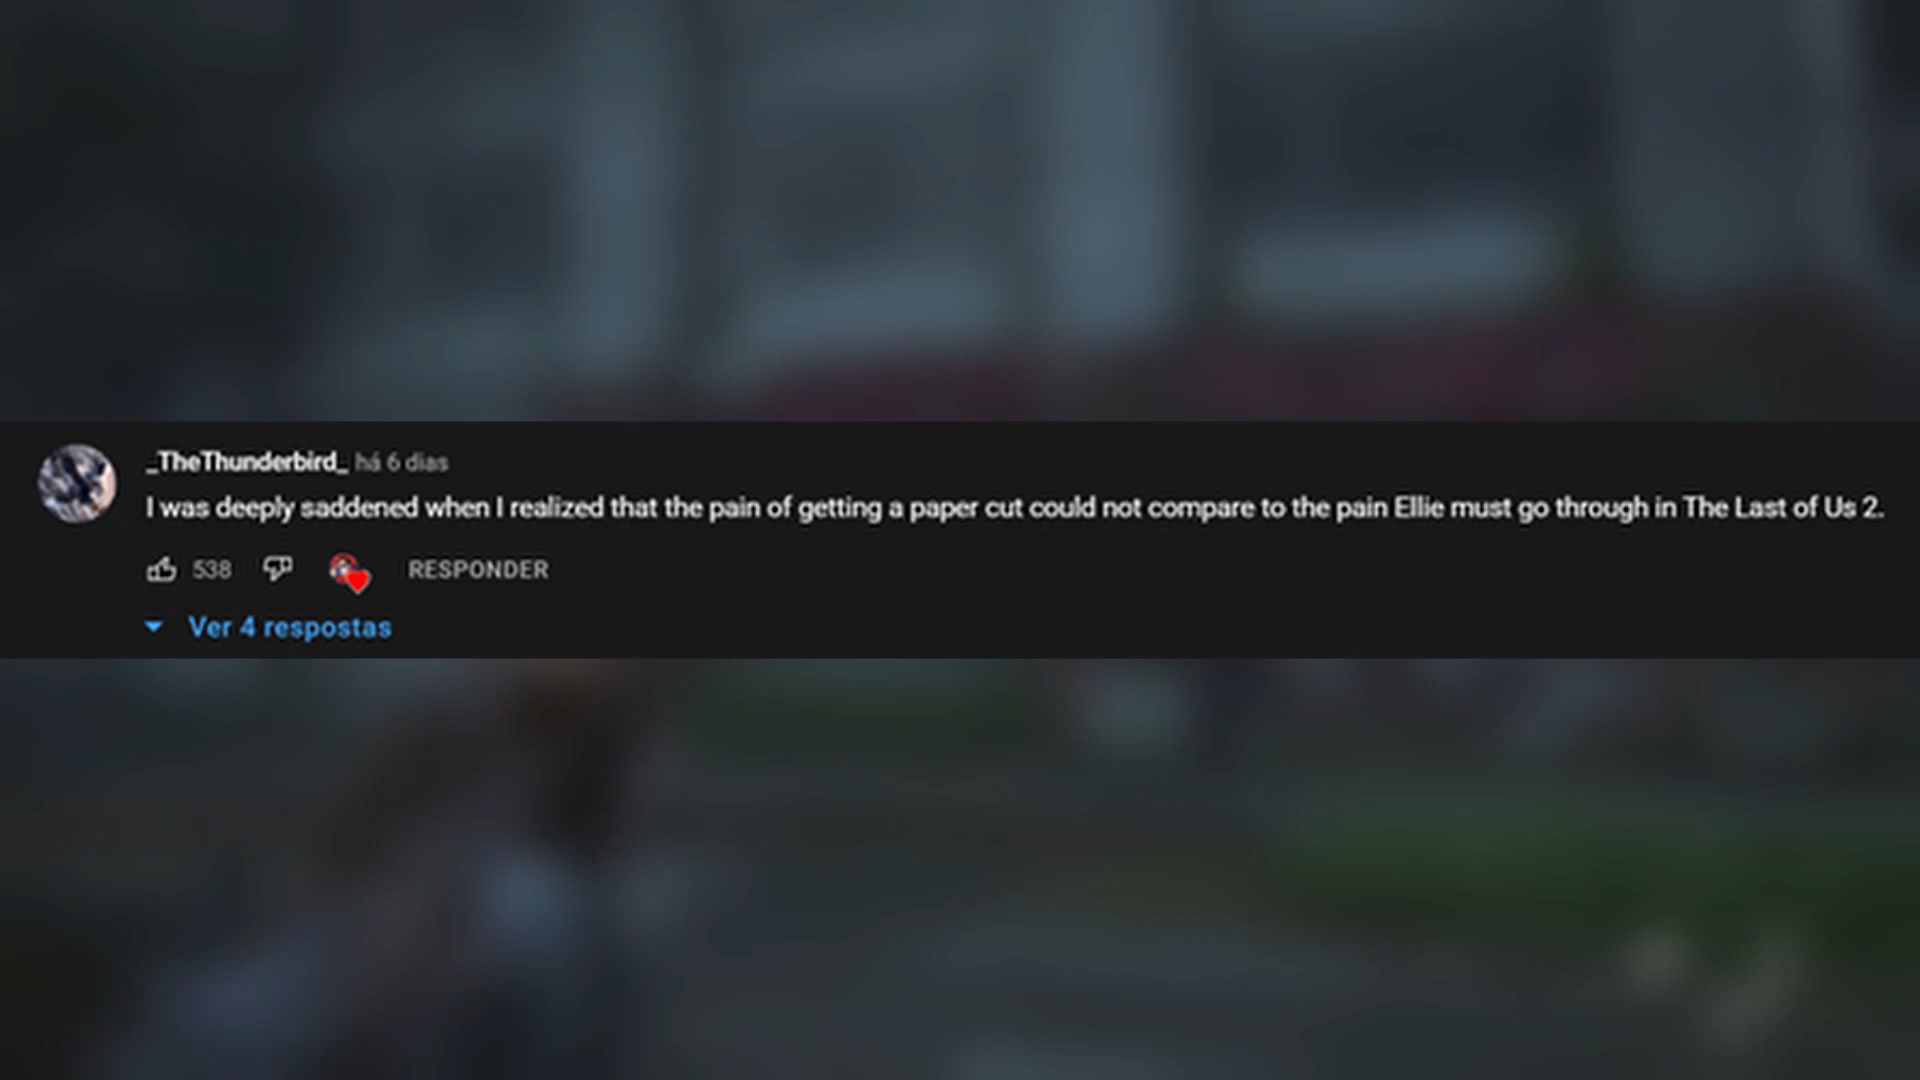 _TheThunderbird_ há 6 dias
I was deeply saddened when I realized that the pain of getting a paper cut could not compare to the pain Ellie must go through in The Last of Us 2.
538 RESPONDER
Ver 4 respostas